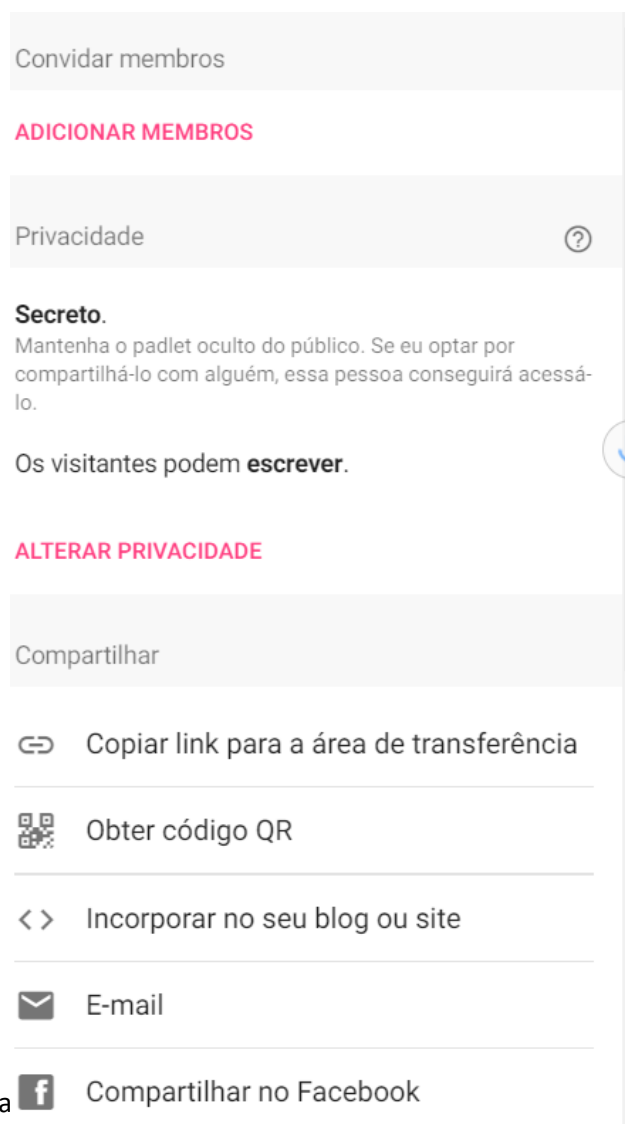 Convidar membros
ADICIONAR MEMBROS
Privacidade
Secreto.
Mantenha o padlet oculto do público. Se eu optar por
compartilhá-lo com alguém, essa pessoa conseguirá acessá-
lo.
Os visitantes podem escrever.
ALTERAR PRIVACIDADE
Compartilhar
Copiar link para a área de transferência
Obter código QR
Incorporar no seu blog ou site
E-mail
a Compartilhar no Facebook